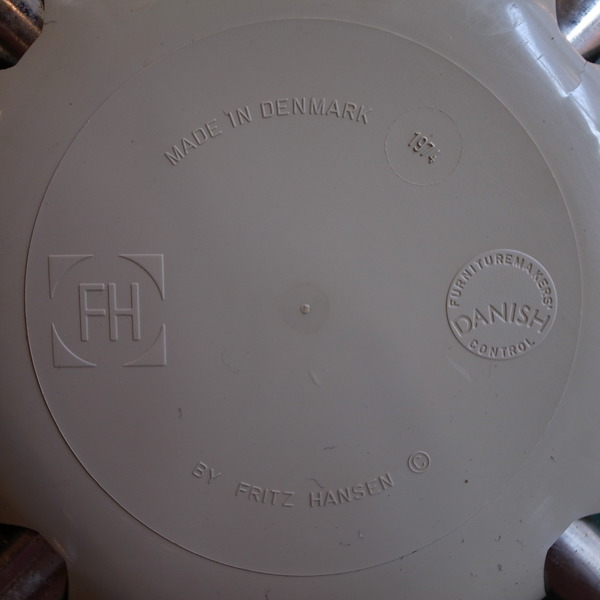 MADE IN DENMARK
1974
FH
FURNITUREMAKERS'
DANISH
CONTROL
BY FRITZ HANSEN ©